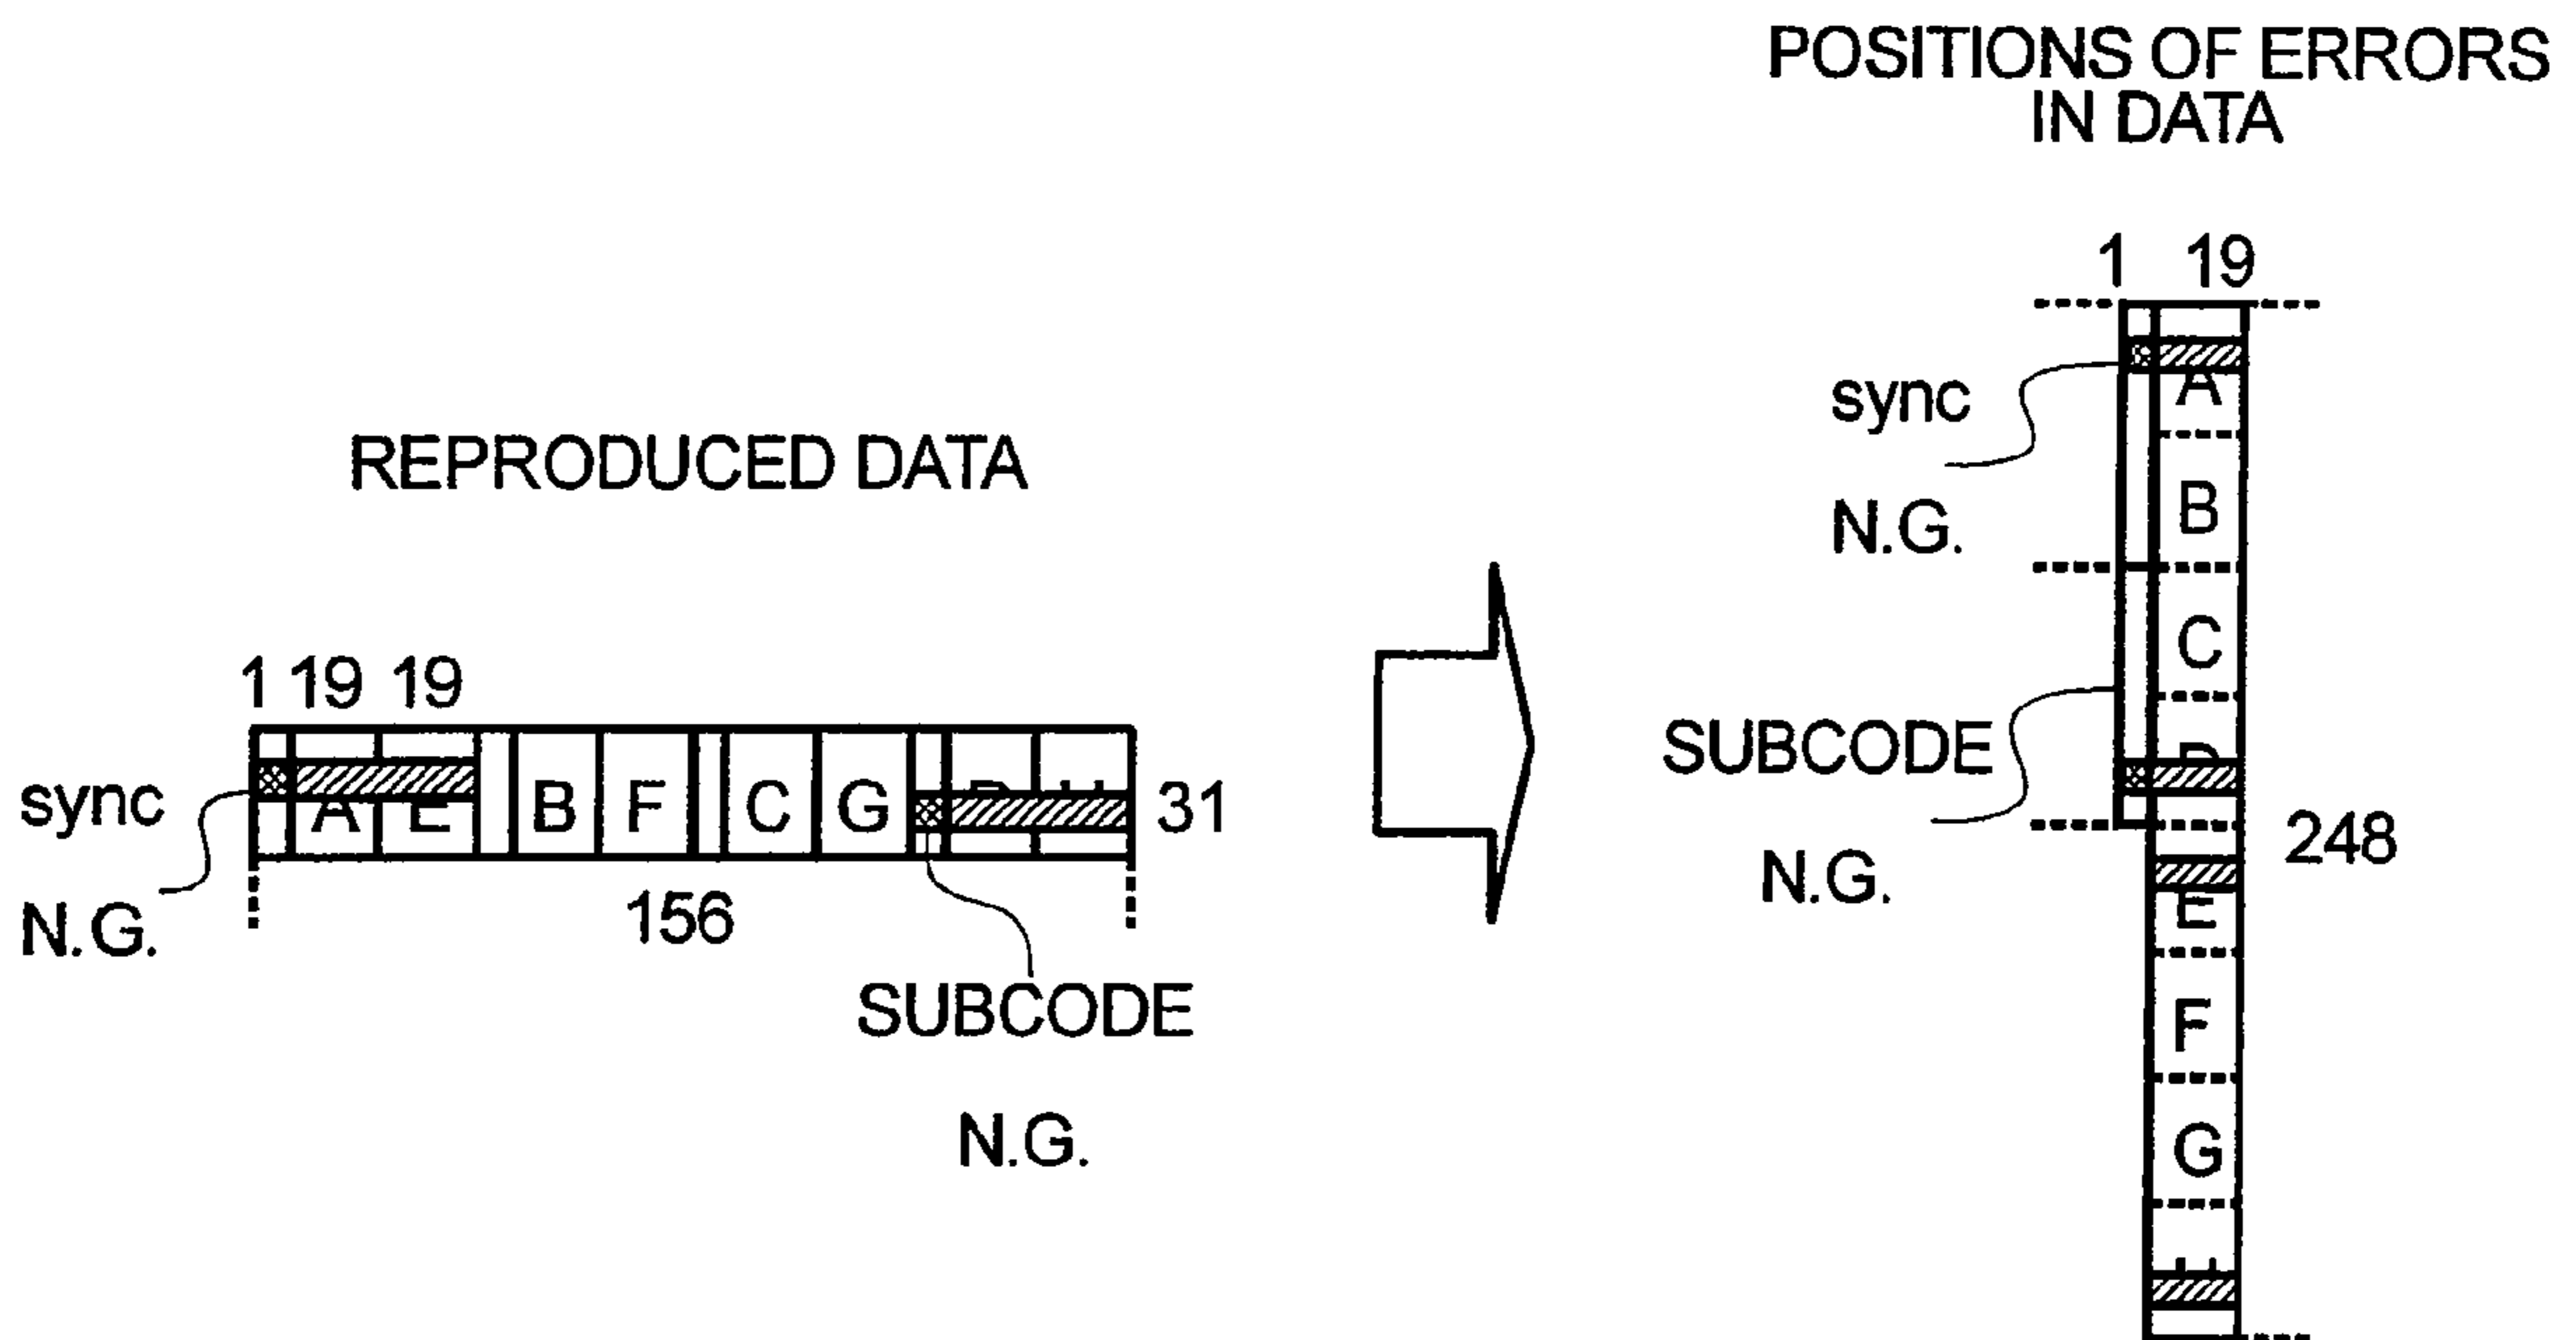 POSITIONS OF ERRORS
IN DATA
1 19
sync
N.G.
A
B
C
SUBCODE
N.G.
248
E
F
G
REPRODUCED DATA
1 19 19
sync
N.G.
A E B F C G
31
156
SUBCODE
N.G.